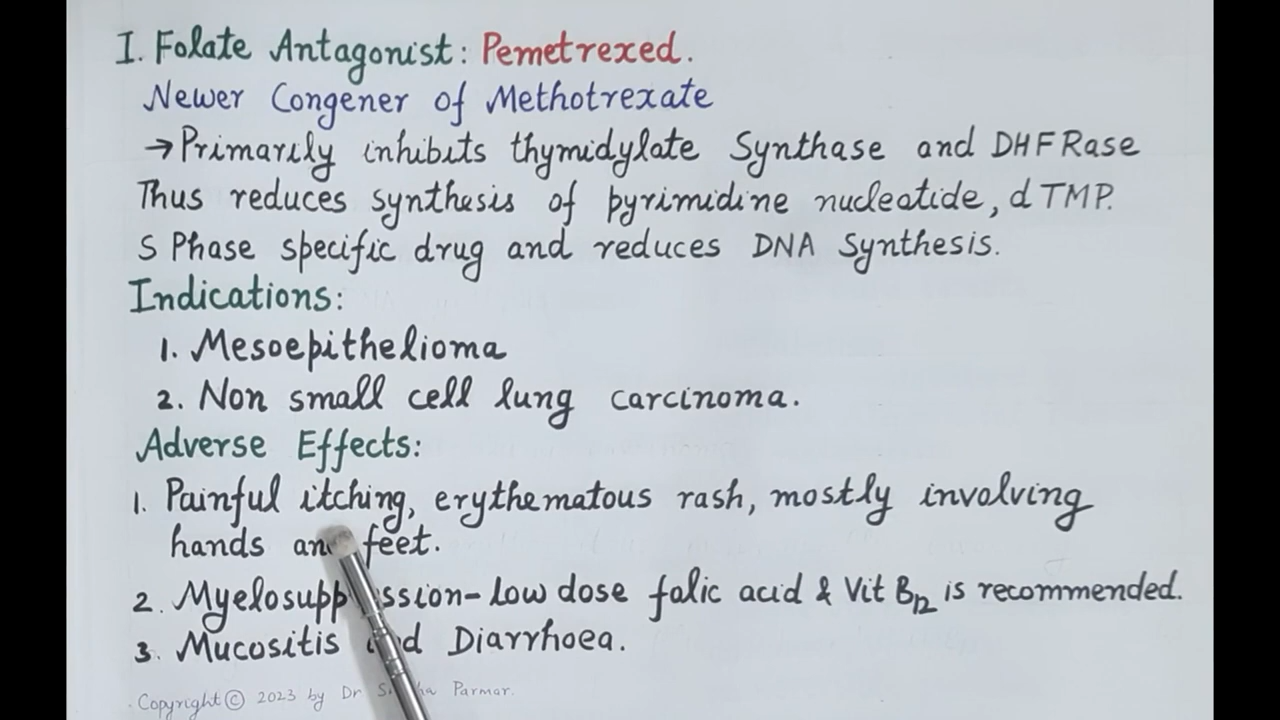 I. Folate Antagonist: Pemetrexed.
Newer Congener of Methotrexate
→Primarily inhibits thymidylate Synthase and DHFRase
Thus reduces synthesis of pyrimidine nucleotide, dTMP.
S Phase specific drug and reduces DNA Synthesis.
Indications:
1. Mesoepithelioma
2. Non small cell lung carcinoma.
Adverse Effects:
1. Painful itching, erythematous rash, mostly involving
hands and feet.
2. Myelosuppression- Low dose folic acid & Vit B12 is recommended.
3. Mucositis and Diarrhoea.
Copyright © 2023 by Dr Parmar.